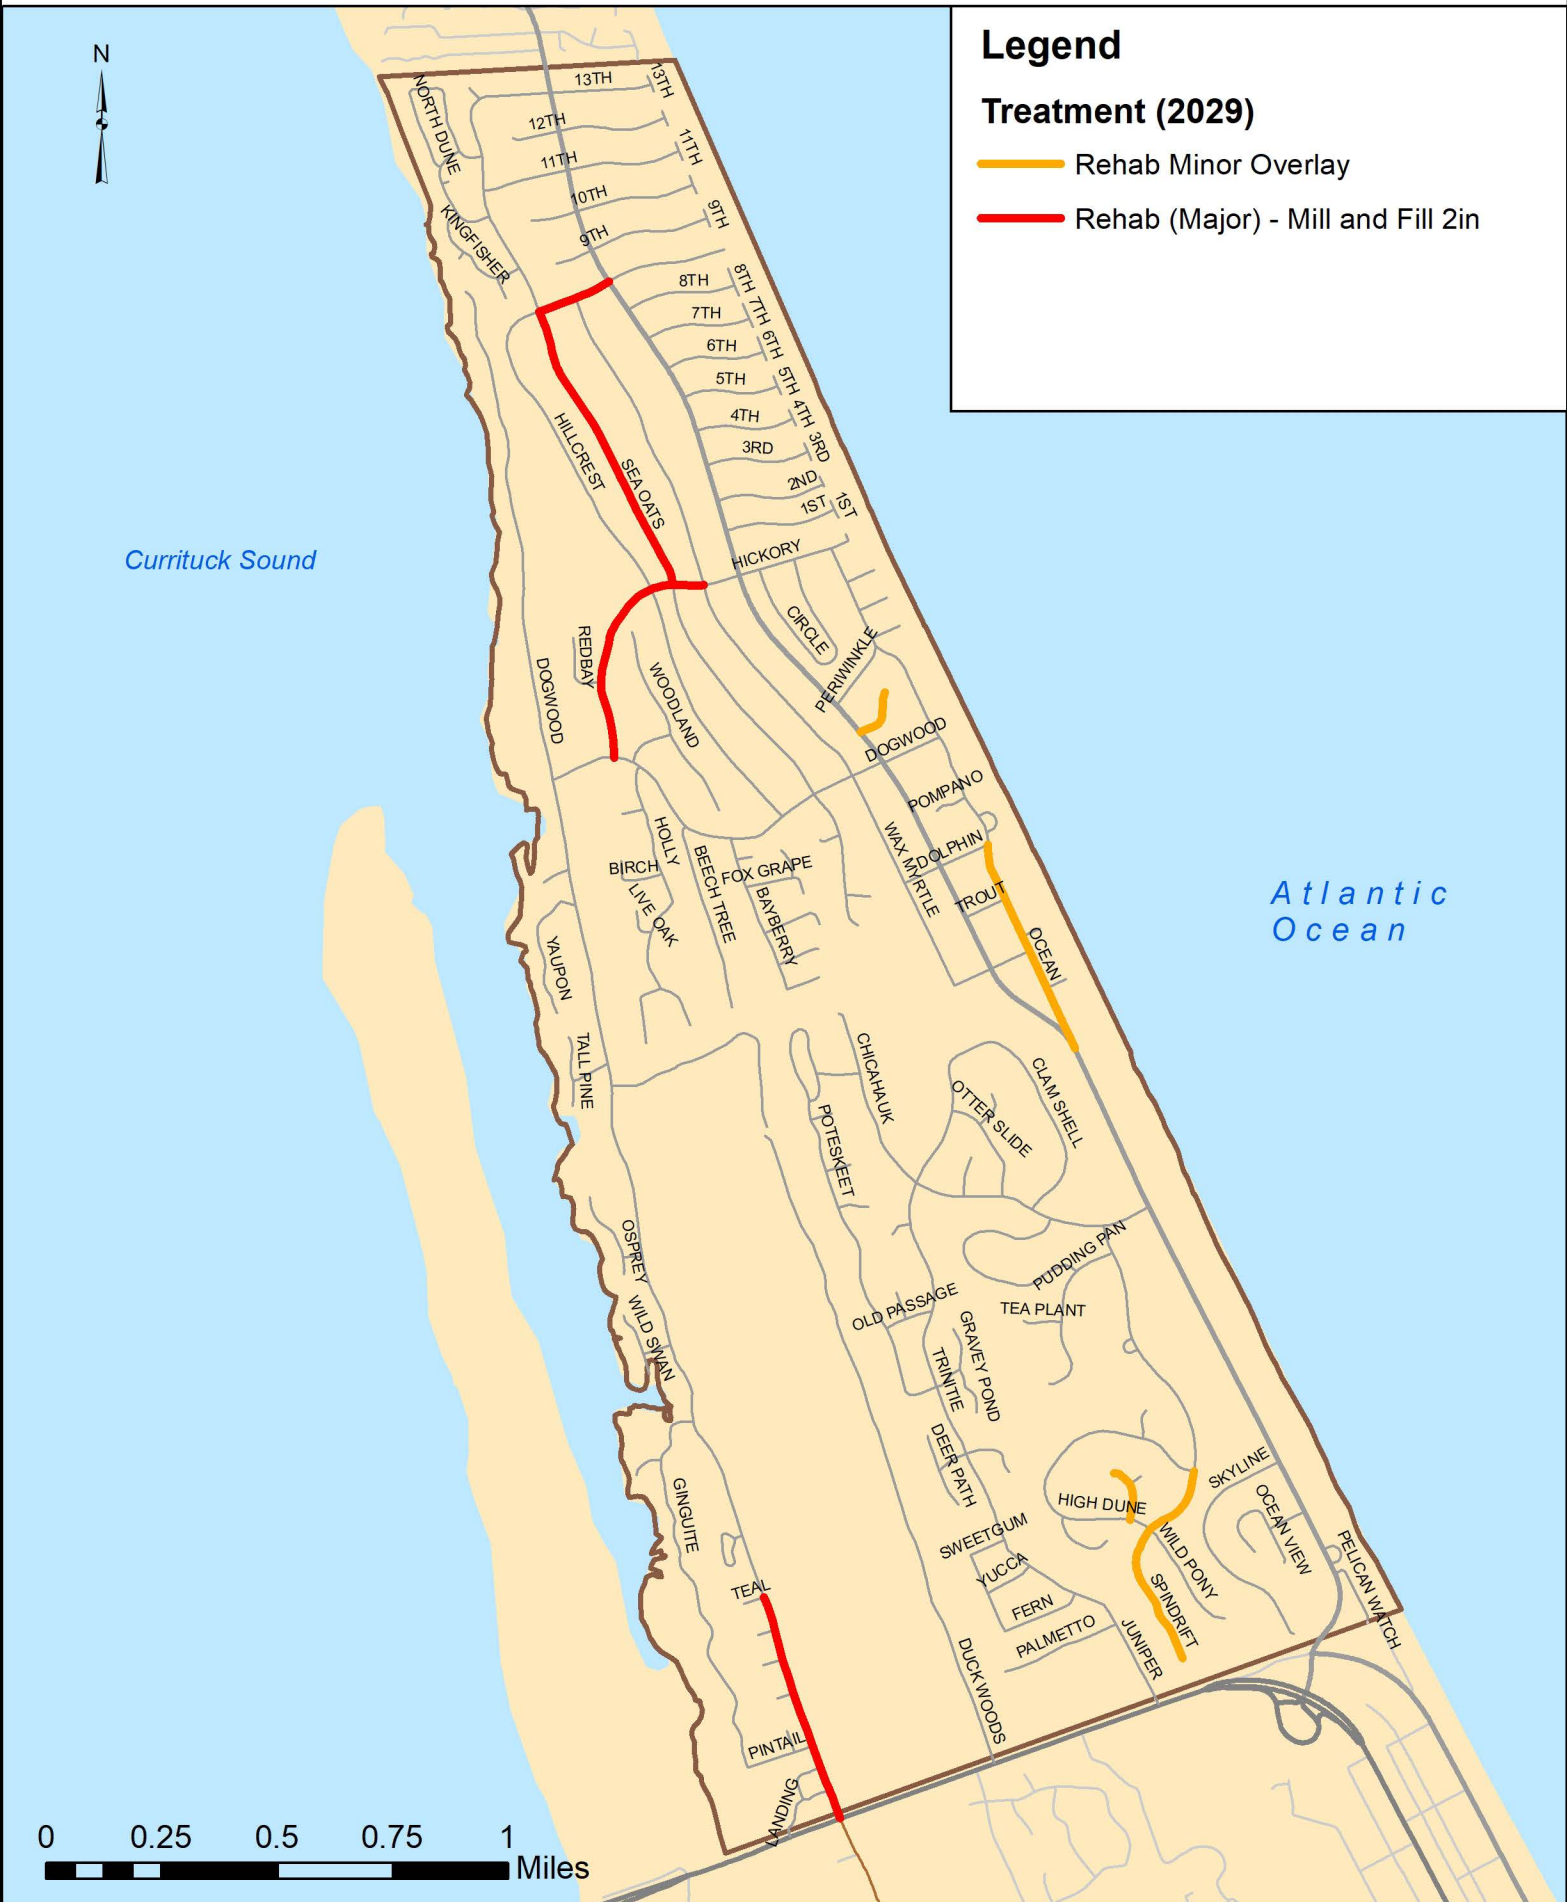 Legend
Treatment (2029)
Rehab Minor Overlay
Rehab (Major) - Mill and Fill 2in
N
13TH
13TH
NORTH DUNE
12TH
11TH
11TH
10TH
9TH
KINGFISHER
9TH
8TH
8TH
7TH
7TH
6TH
6TH
5TH
5TH
4TH
4TH
3RD
3RD
HILLCREST
SEA OATS
2ND
1ST
1ST
Currituck Sound
HICKORY
CIRCLE
REDBAY
PERIWINKLE
DOGWOOD
WOODLAND
DOGWOOD
POMPANO
HOLLY
WAX MYRTLE
DOLPHIN
BIRCH
BEECH TREE
FOX GRAPE
LIVE OAK
BAYBERRY
TROUT
Atlantic
Ocean
YAUPON
OCEAN
TALL PINE
CHICAHAUK
CLAM SHELL
OTTER SLIDE
POTESKEET
OSPREY
PUDDING PAN
WILD SWAN
OLD PASSAGE
TEA PLANT
GRAVEY POND
TRINITIE
DEER PATH
SKYLINE
GINGUITE
HIGH DUNE
OCEAN VIEW
SWEETGUM
WILD PONY
PELICAN WATCH
YUCCA
TEAL
SPINDRIFT
FERN
PALMETTO
JUNIPER
DUCK WOODS
PINTAIL
LANDING
0 0.25 0.5 0.75 1
Miles